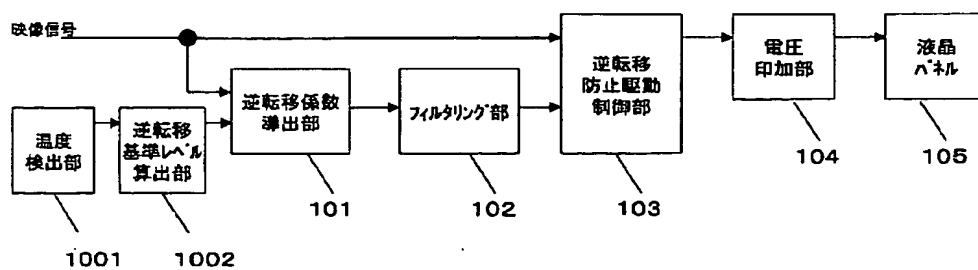 映像信号
温度
検出部
逆転移
基準レベル
算出部
逆転移係数
導出部
フィルタリング部
逆転移
防止駆動
制御部
電圧
印加部
液晶
パネル
101
102
103
104
105
1001
1002